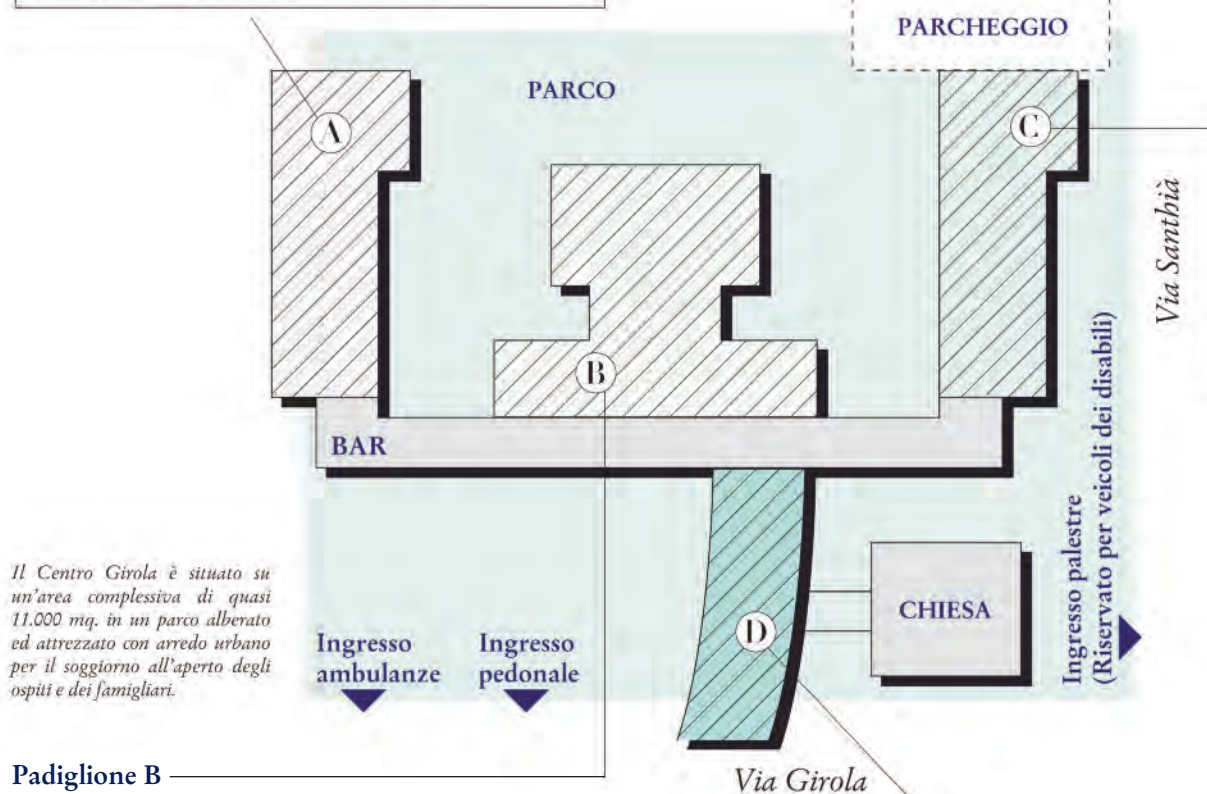 PARCHEGGIO
PARCO
A
C
Via Santhià
B
BAR
Ingresso palestre
(Riservato per veicoli dei disabili)
Il Centro Girola è situato su
un'area complessiva di quasi
11.000 mq. in un parco alberato
ed attrezzato con arredo urbano
per il soggiorno all'aperto degli
ospiti e dei famigliari.
Ingresso
ambulanze
Ingresso
pedonale
D
CHIESA
Padiglione B
Via Girola